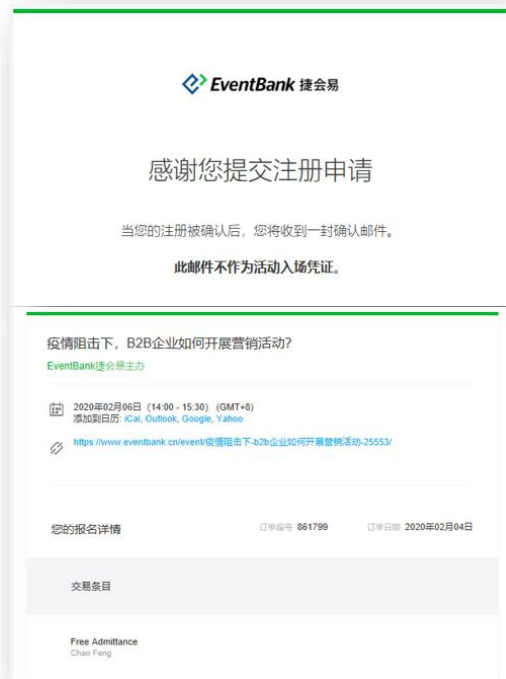 EventBank 捷会易
感谢您提交注册申请
当您的注册被确认后，您将收到一封确认邮件。
此邮件不作为活动入场凭证。
疫情阻击下，B2B企业如何开展营销活动?
EventBank捷会易主办
2020年02月06日 (14:00 - 15:30) (GMT+8)
添加到日历: iCal, Outlook, Google, Yahoo
https://www.eventbank.cn/event/疫情阻击下-b2b企业如何开展营销活动-25553/
您的报名详情 订单编号 861799 订单日期 2020年02月04日
交易条目
Free Admittance
Chao Feng